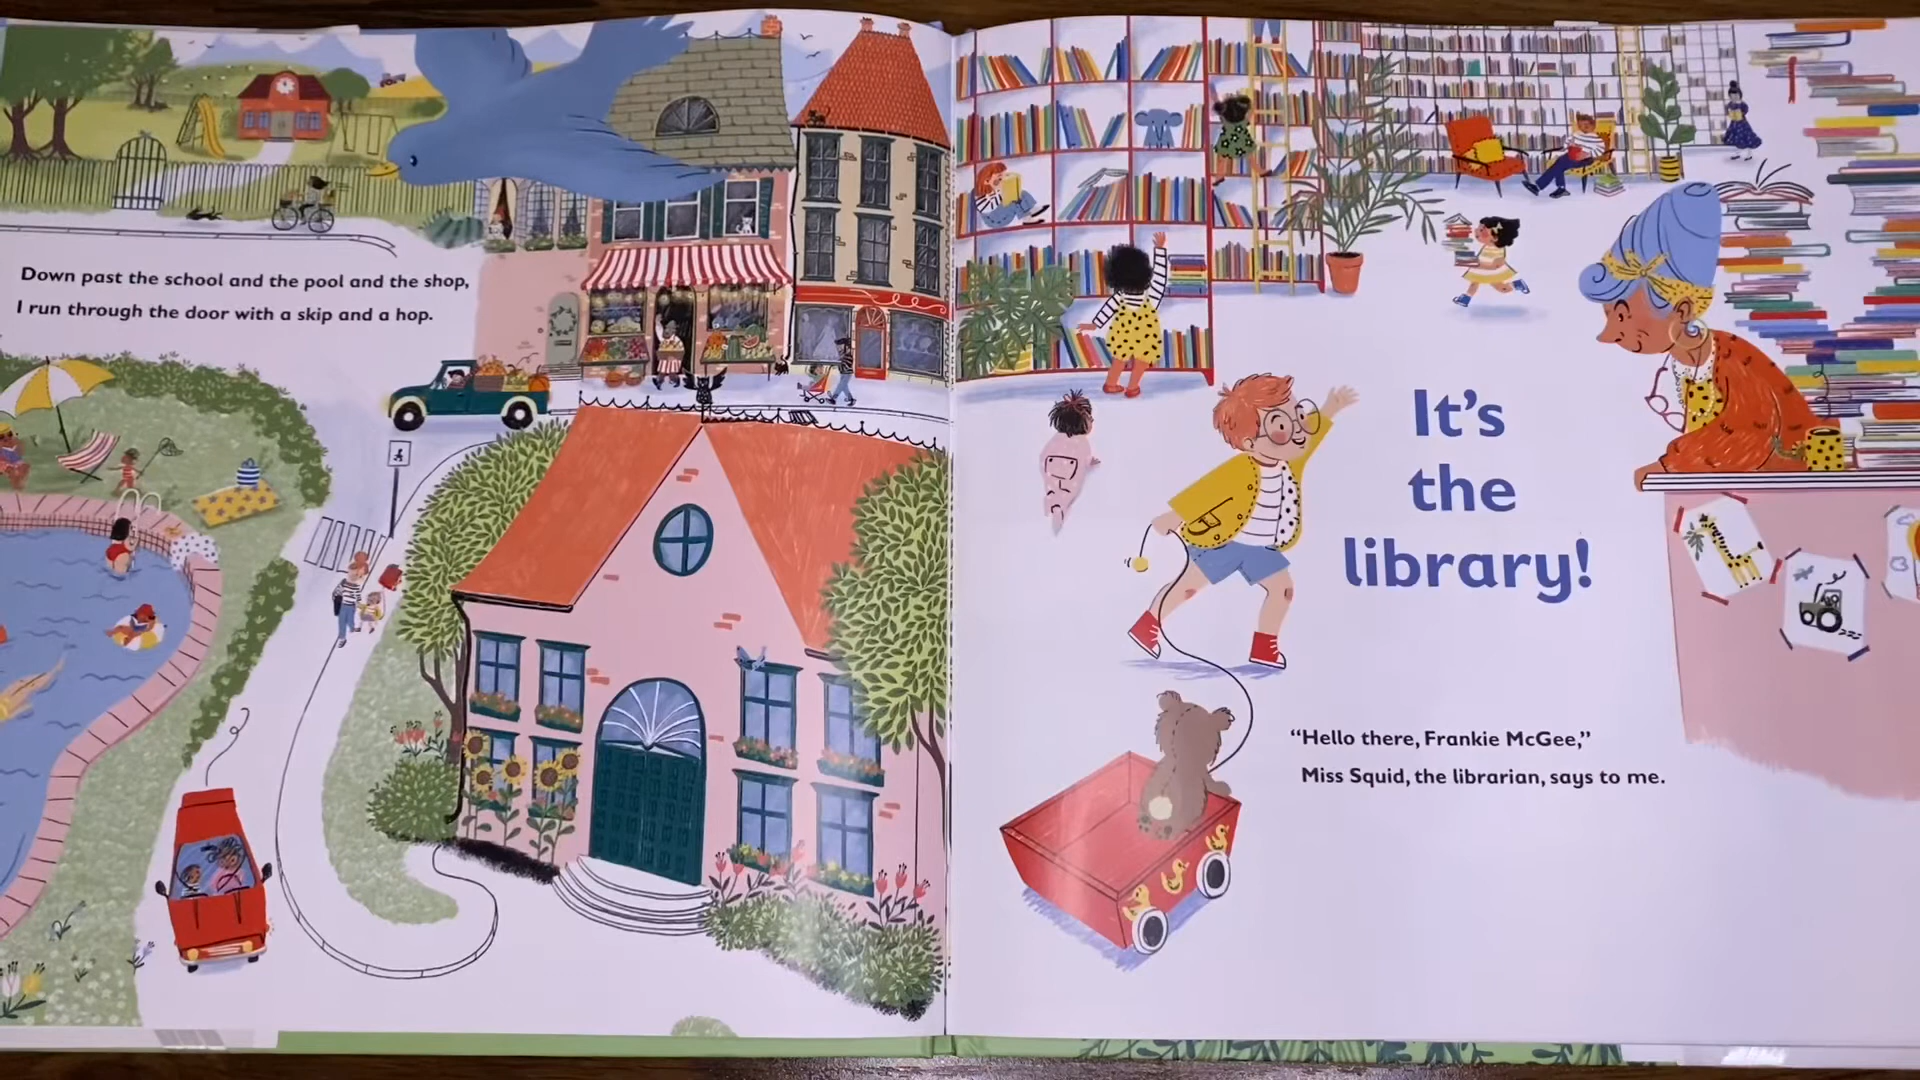 Down past the school and the pool and the shop,
I run through the door with a skip and a hop.
It's
the
library!
“Hello there, Frankie McGee,”
Miss Squid, the librarian, says to me.